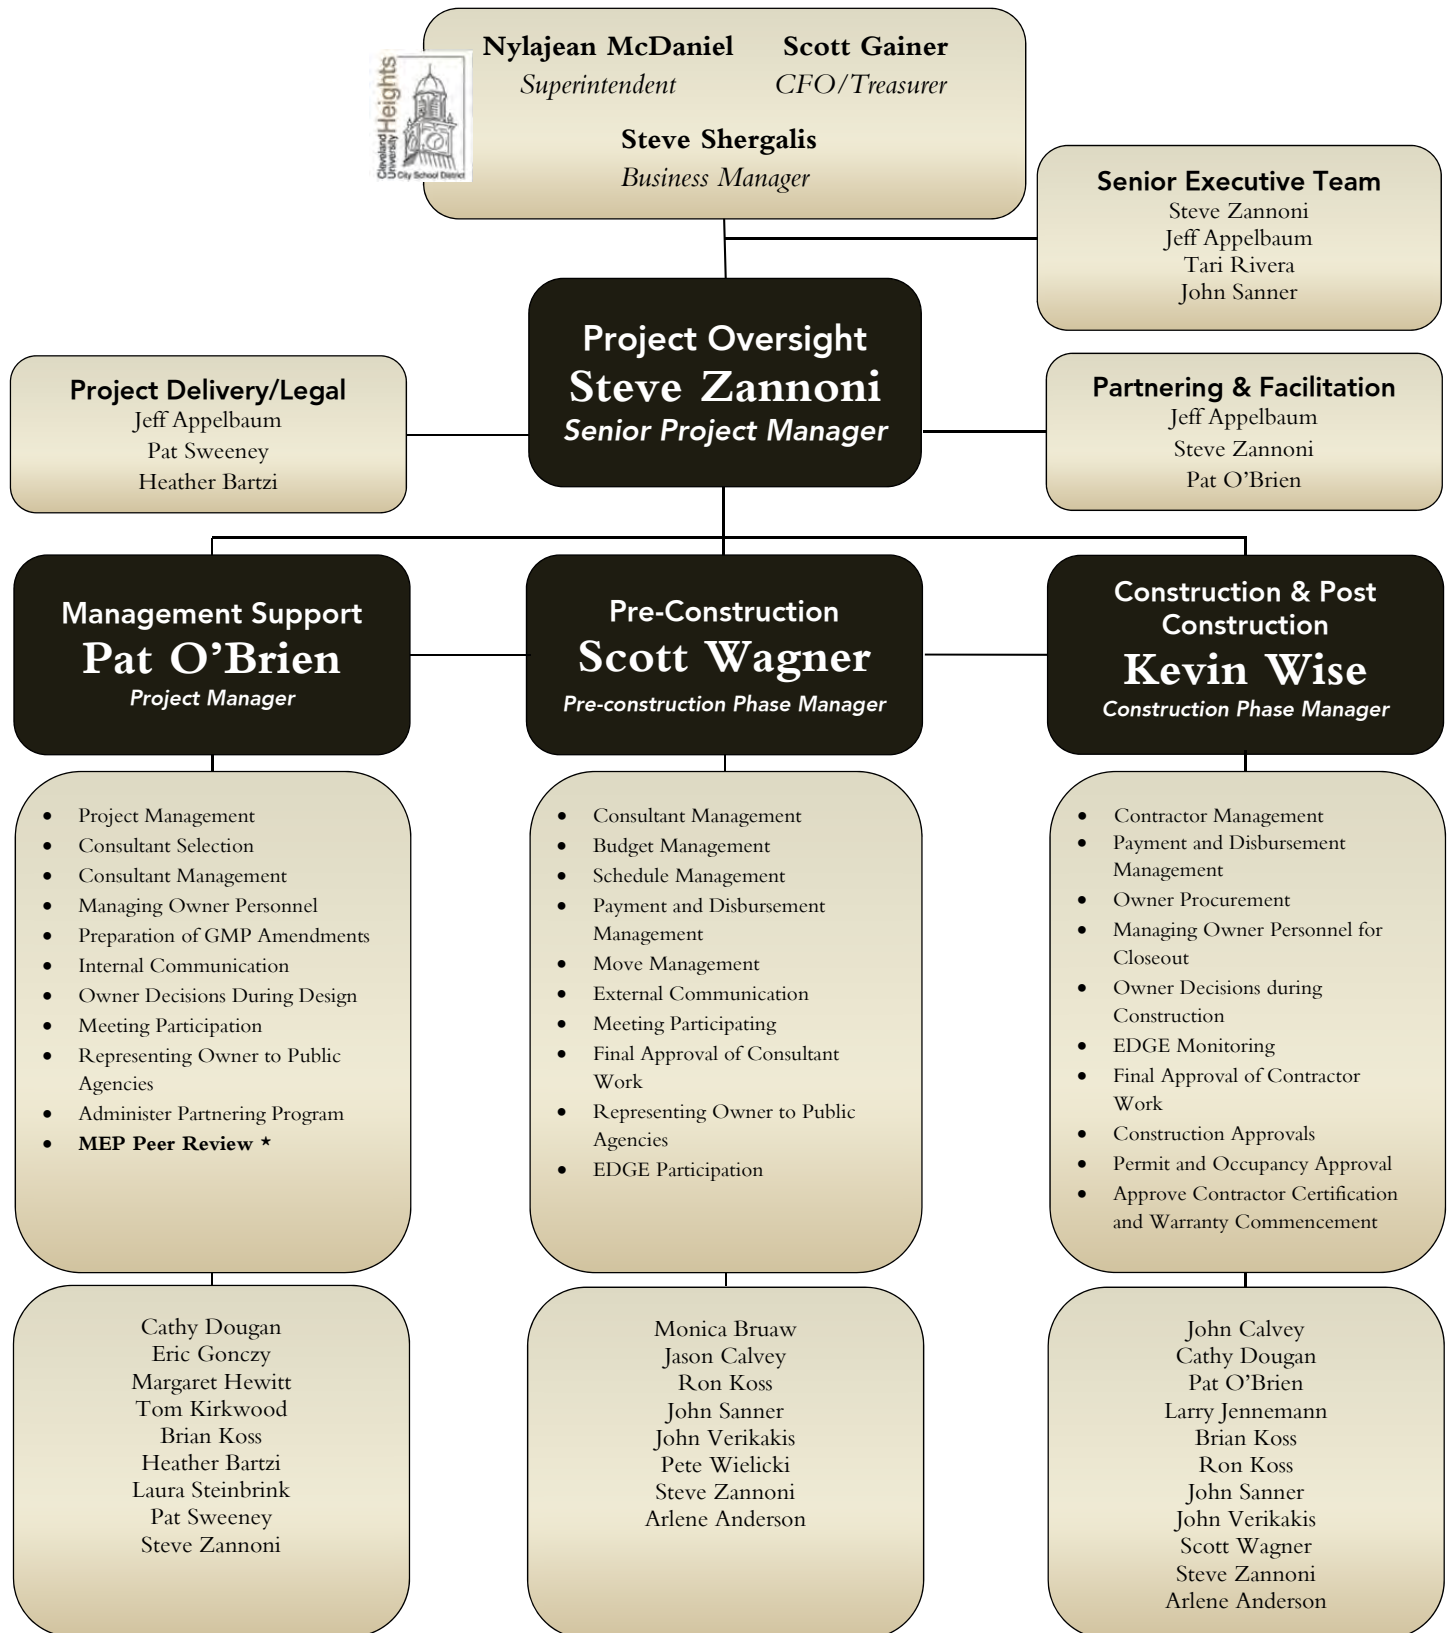 Nylajean McDaniel Scott Gainer
Superintendent CFO/Treasurer
Steve Shergalis
Business Manager
Cleveland
University
Heights
City School District
Senior Executive Team
Steve Zannoni
Jeff Appelbaum
Tari Rivera
John Sanner
Project Oversight
Steve Zannoni
Senior Project Manager
Project Delivery/Legal
Jeff Appelbaum
Pat Sweeney
Heather Bartzi
Partnering & Facilitation
Jeff Appelbaum
Steve Zannoni
Pat O’Brien
Management Support
Pat O’Brien
Project Manager
Pre-Construction
Scott Wagner
Pre-construction Phase Manager
Construction & Post
Construction
Kevin Wise
Construction Phase Manager
• Project Management
• Consultant Selection
• Consultant Management
• Managing Owner Personnel
• Preparation of GMP Amendments
• Internal Communication
• Owner Decisions During Design
• Meeting Participation
• Representing Owner to Public
Agencies
• Administer Partnering Program
• MEP Peer Review *
• Consultant Management
• Budget Management
• Schedule Management
• Payment and Disbursement
Management
• Move Management
• External Communication
• Meeting Participating
• Final Approval of Consultant
Work
• Representing Owner to Public
Agencies
• EDGE Participation
• Contractor Management
• Payment and Disbursement
Management
• Owner Procurement
• Managing Owner Personnel for
Closeout
• Owner Decisions during
Construction
• EDGE Monitoring
• Final Approval of Contractor
Work
• Construction Approvals
• Permit and Occupancy Approval
• Approve Contractor Certification
and Warranty Commencement
Cathy Dougan
Eric Gonczy
Margaret Hewitt
Tom Kirkwood
Brian Koss
Heather Bartzi
Laura Steinbrink
Pat Sweeney
Steve Zannoni
Monica Bruaw
Jason Calvey
Ron Koss
John Sanner
John Verikakis
Pete Wielicki
Steve Zannoni
Arlene Anderson
John Calvey
Cathy Dougan
Pat O’Brien
Larry Jennemann
Brian Koss
Ron Koss
John Sanner
John Verikakis
Scott Wagner
Steve Zannoni
Arlene Anderson